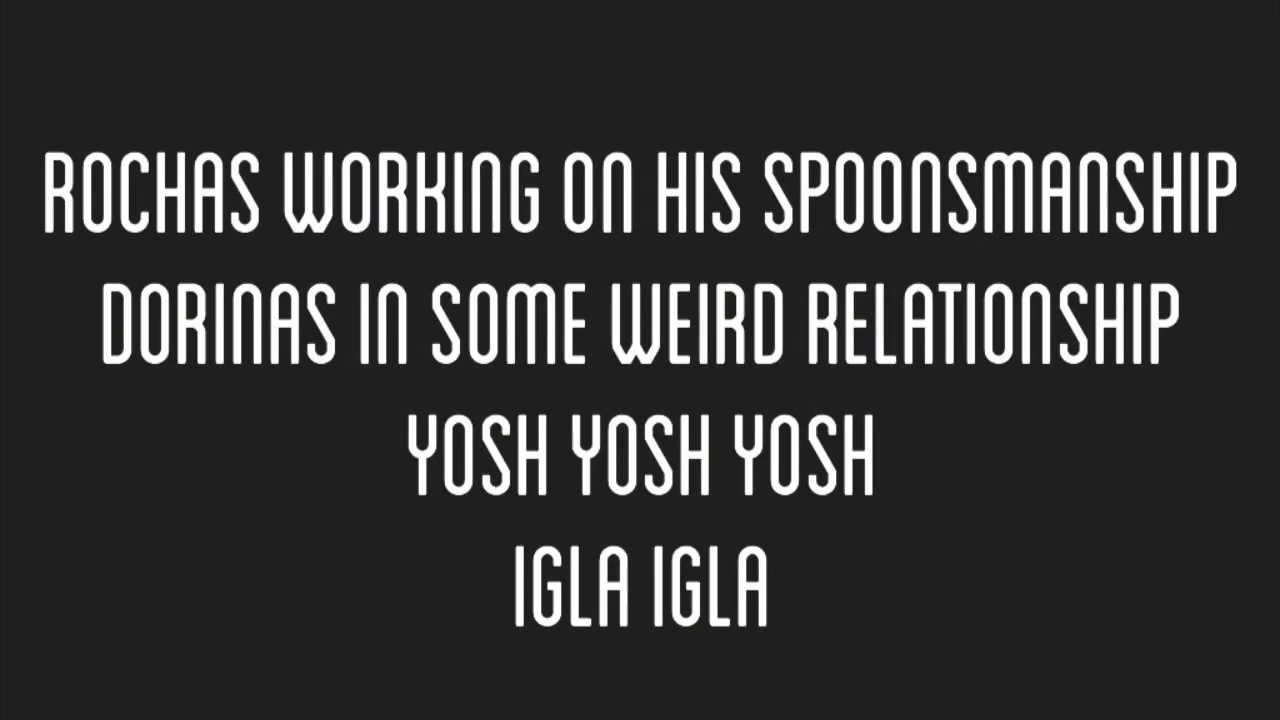 ROCHAS WORKING ON HIS SPOONSMANSHIP
DORINAS IN SOME WEIRD RELATIONSHIP
YOSH YOSH YOSH
IGLA IGLA